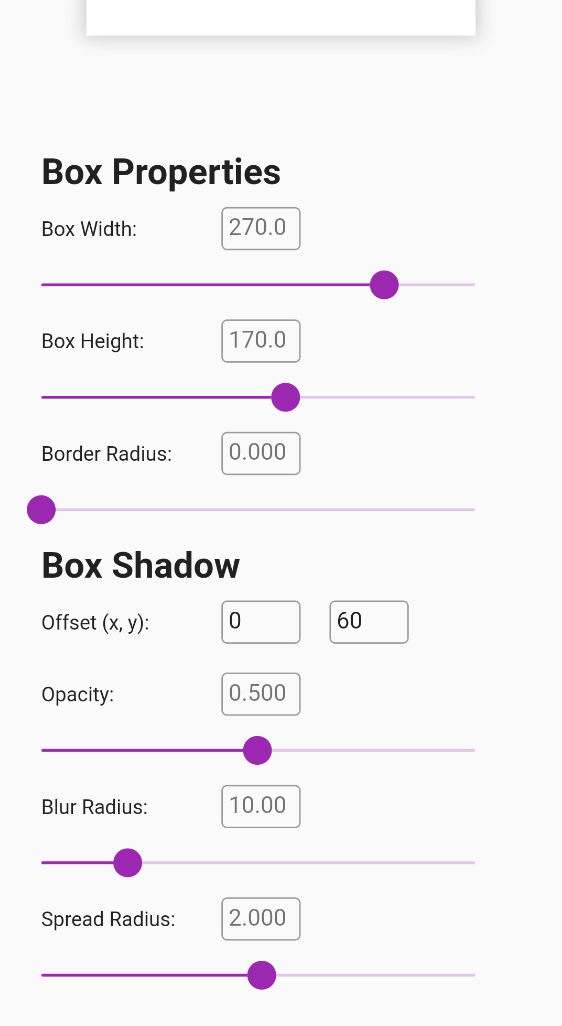 Box Properties
Box Width: 270.0
Box Height: 170.0
Border Radius: 0.000
Box Shadow
Offset (x, y): 0 60
Opacity: 0.500
Blur Radius: 10.00
Spread Radius: 2.000